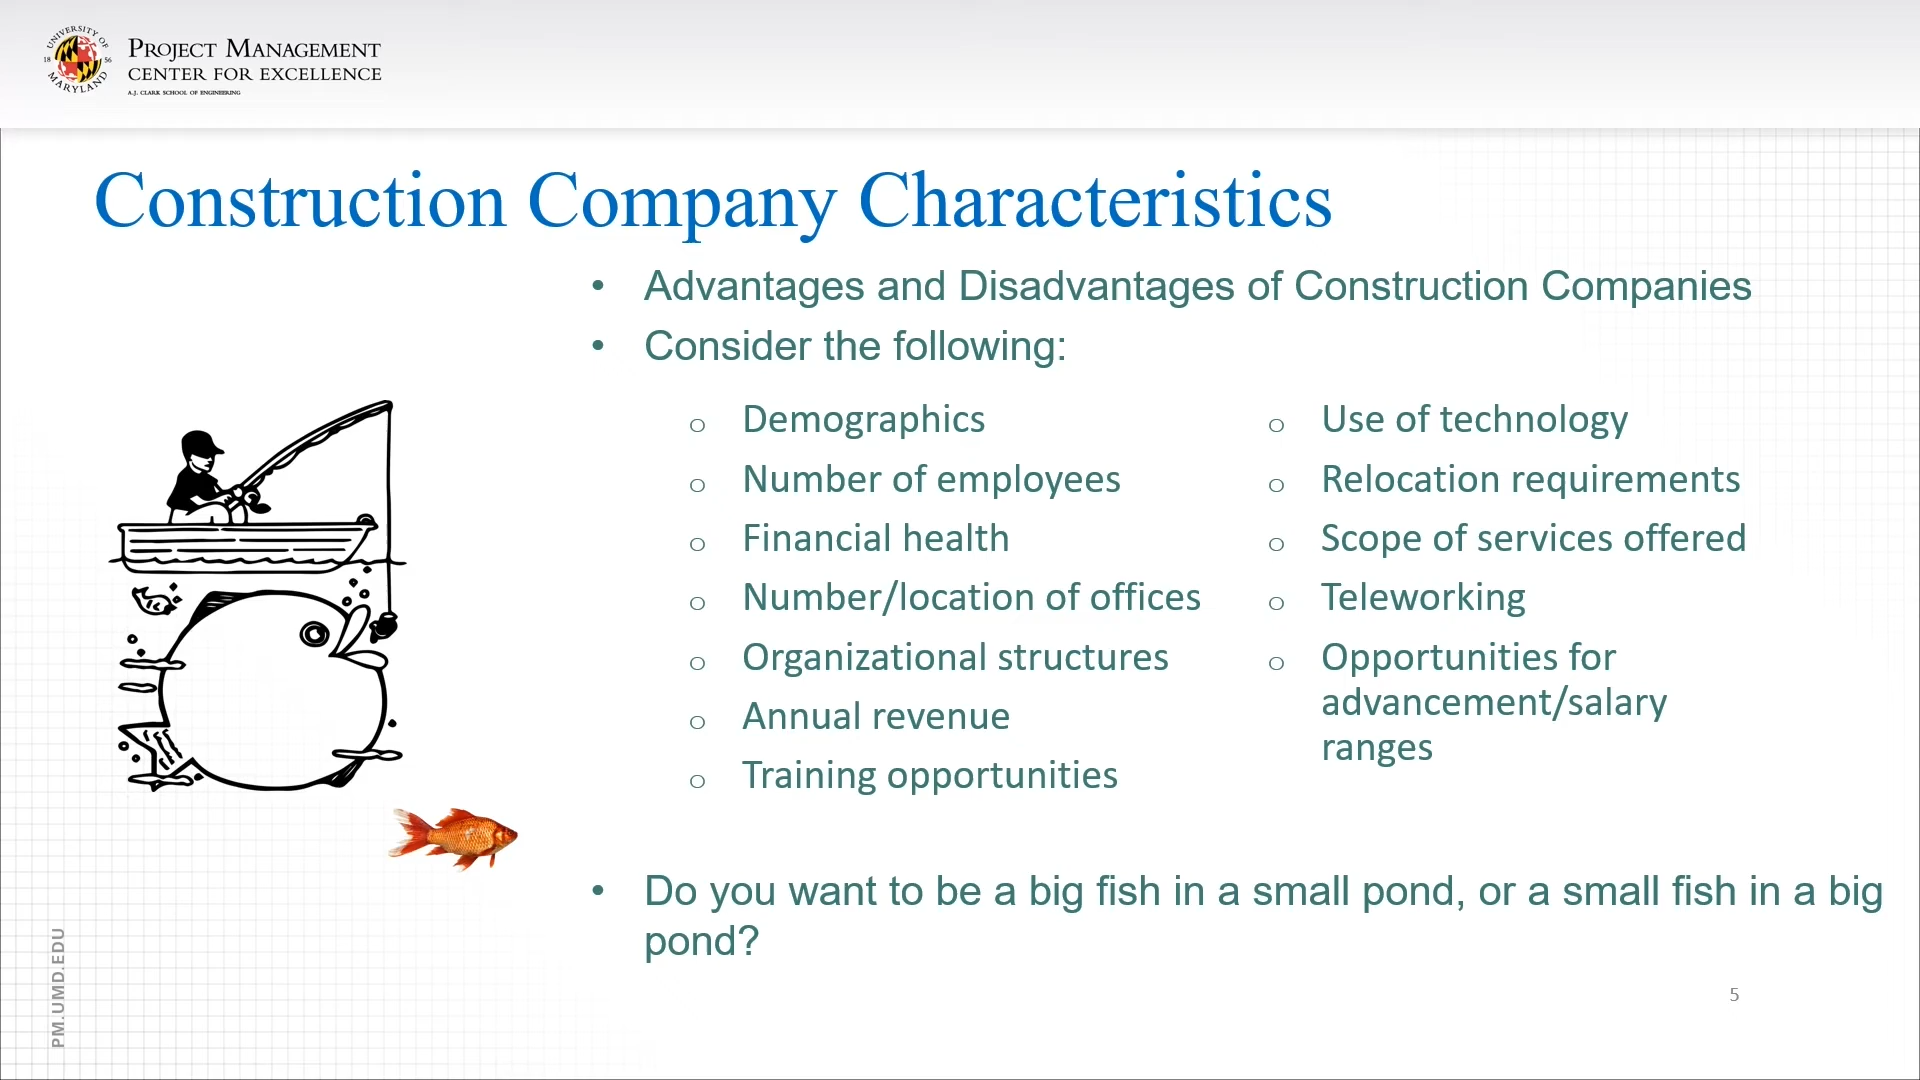 UNIVERSITY OF
18 56
MARYLAND
PROJECT MANAGEMENT
CENTER FOR EXCELLENCE
A.J. CLARK SCHOOL OF ENGINEERING
Construction Company Characteristics
• Advantages and Disadvantages of Construction Companies
• Consider the following:
o Demographics
o Number of employees
o Financial health
o Number/location of offices
o Organizational structures
o Annual revenue
o Training opportunities
o Use of technology
o Relocation requirements
o Scope of services offered
o Teleworking
o Opportunities for
advancement/salary
ranges
• Do you want to be a big fish in a small pond, or a small fish in a big
pond?
PM.UMD.EDU
5